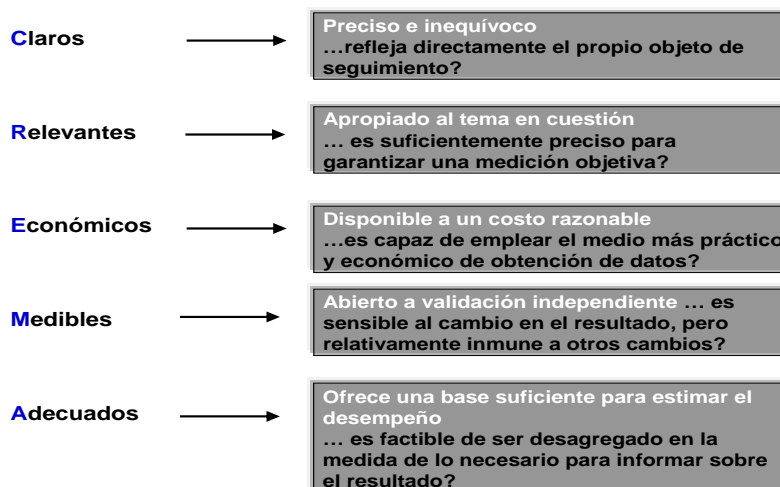 Claros
Preciso e inequívoco
…refleja directamente el propio objeto de
seguimiento?
Relevantes
Apropiado al tema en cuestión
… es suficientemente preciso para
garantizar una medición objetiva?
Económicos
Disponible a un costo razonable
…es capaz de emplear el medio más práctico
y económico de obtención de datos?
Medibles
Abierto a validación independiente … es
sensible al cambio en el resultado, pero
relativamente inmune a otros cambios?
Adecuados
Ofrece una base suficiente para estimar el
desempeño
… es factible de ser desagregado en la
medida de lo necesario para informar sobre
el resultado?